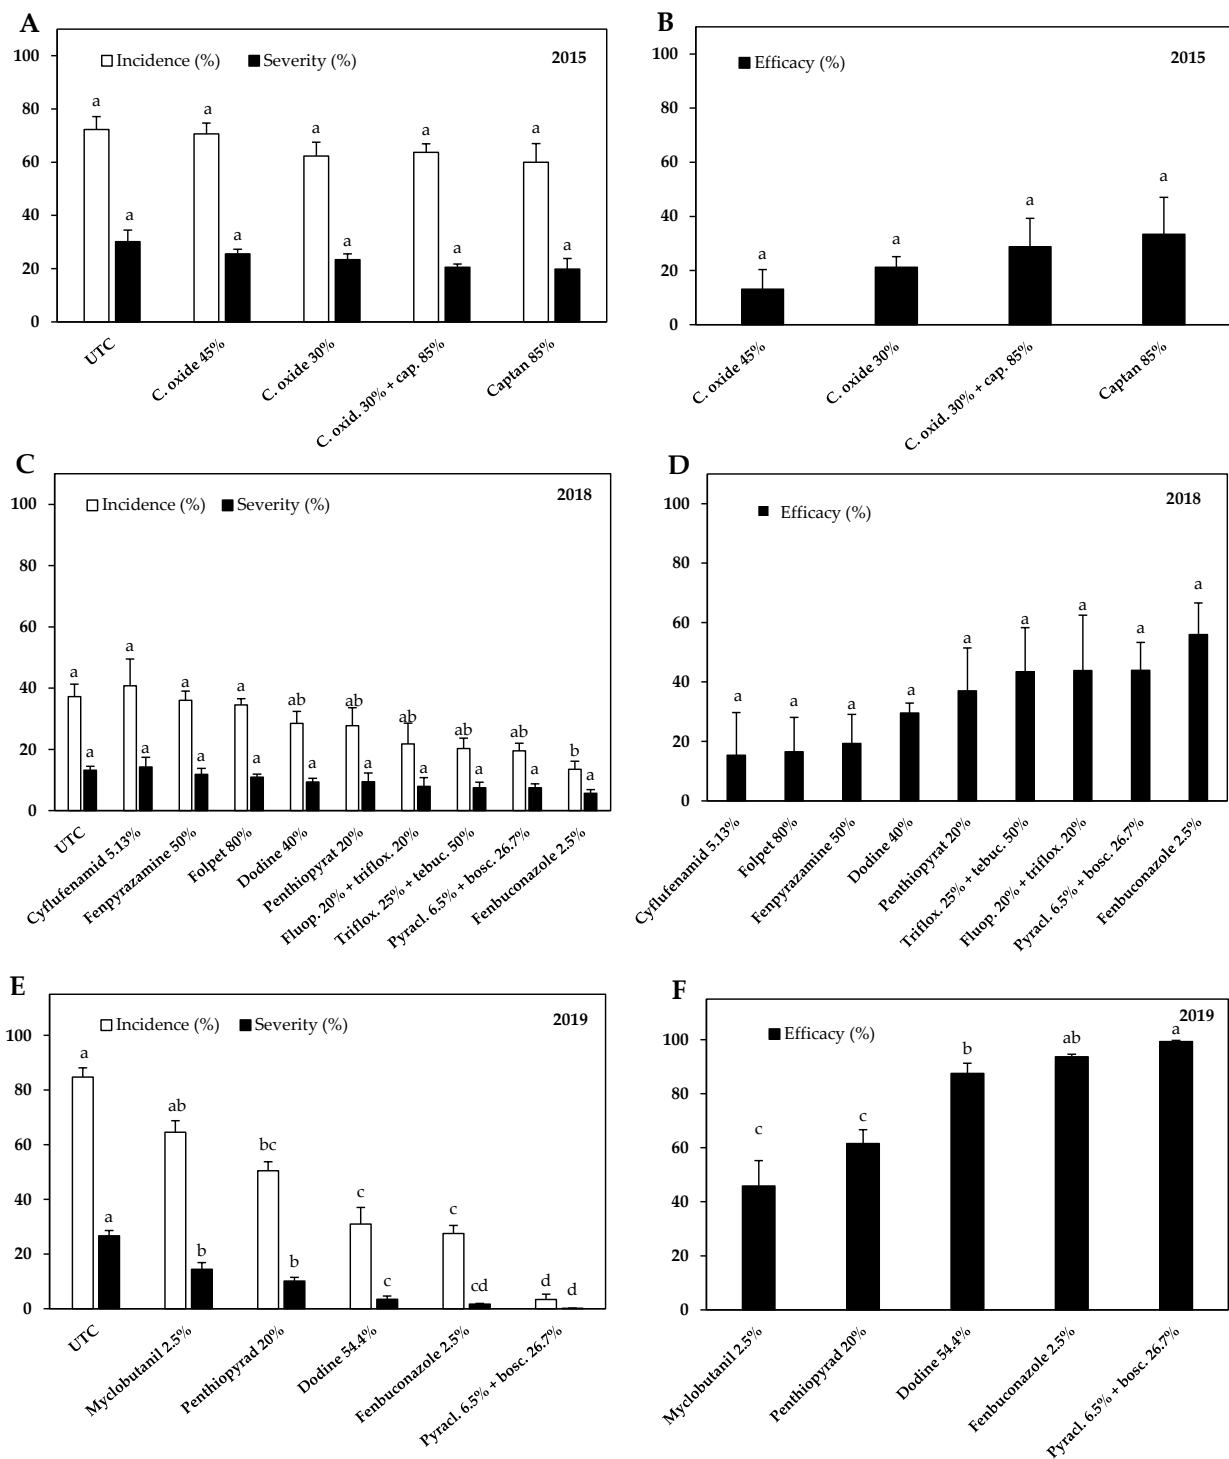 A
Incidence (%) Severity (%) 2015
100
80
60
40
20
0
a a a a a
a a a a a
UTC
C. oxide 45%
C. oxide 30%
C. oxid. 30% + cap. 85%
Captan 85%
B
Efficacy (%) 2015
100
80
60
40
20
0
a a a a
C. oxide 45%
C. oxide 30%
C. oxid. 30% + cap. 85%
Captan 85%
C
Incidence (%) Severity (%) 2018
100
80
60
40
20
0
a a a a ab ab ab ab ab b
a a a a a a a a a a
UTC
Cyflufenamid 5.13%
Fenpyrazamine 50%
Folpet 80%
Dodine 40%
Penthiopyrat 20%
Fluop. 20% + triflox. 20%
Triflox. 25% + tebuc. 50%
Pyracl. 6.5% + bosc. 26.7%
Fenbuconazole 2.5%
D
Efficacy (%) 2018
100
80
60
40
20
0
a a a a a a a a a
Cyflufenamid 5.13%
Folpet 80%
Fenpyrazamine 50%
Dodine 40%
Penthiopyrat 20%
Triflox. 25% + tebuc. 50%
Fluop. 20% + triflox. 20%
Pyracl. 6.5% + bosc. 26.7%
Fenbuconazole 2.5%
E
Incidence (%) Severity (%) 2019
100
80
60
40
20
0
a ab bc c c d
a b b c cd d
UTC
Myclobutanil 2.5%
Penthiopyrad 20%
Dodine 54.4%
Fenbuconazole 2.5%
Pyracl. 6.5% + bosc. 26.7%
F
Efficacy (%) 2019
100
80
60
40
20
0
c c b ab a
Myclobutanil 2.5%
Penthiopyrad 20%
Dodine 54.4%
Fenbuconazole 2.5%
Pyracl. 6.5% + bosc. 26.7%